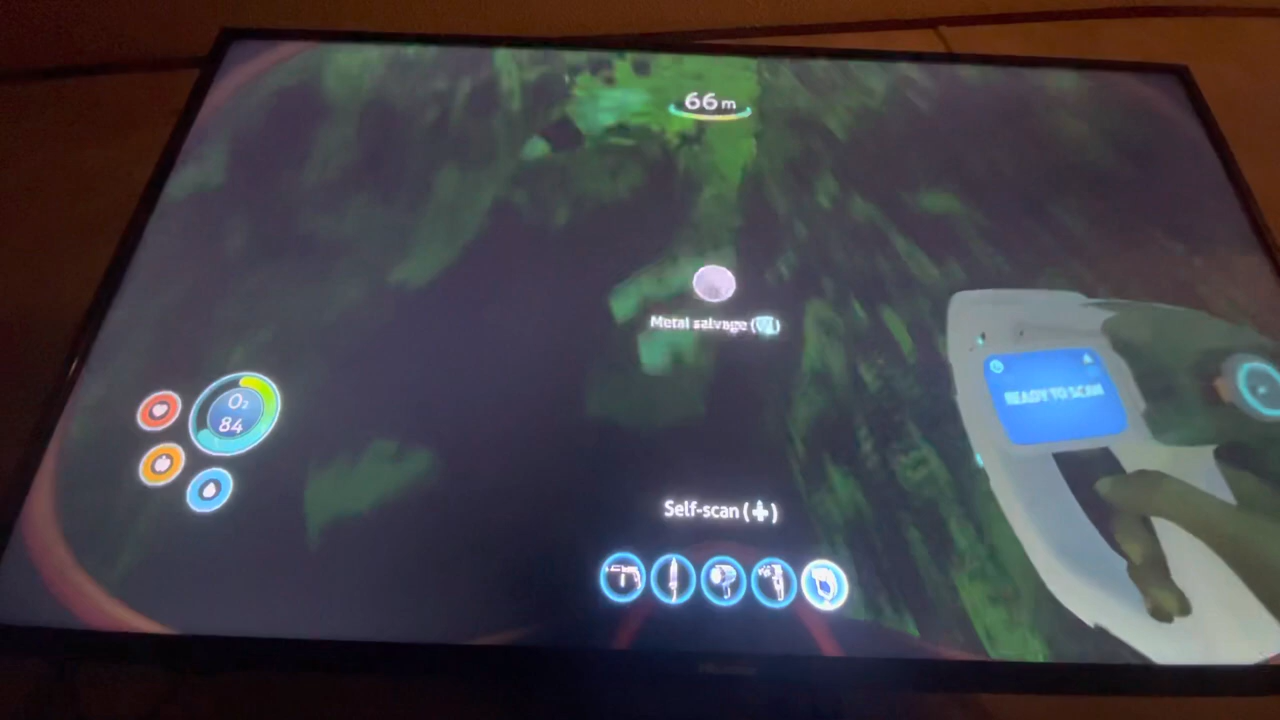 66m
Metal salvage
O₂
84
READY TO SCAN
Self-scan